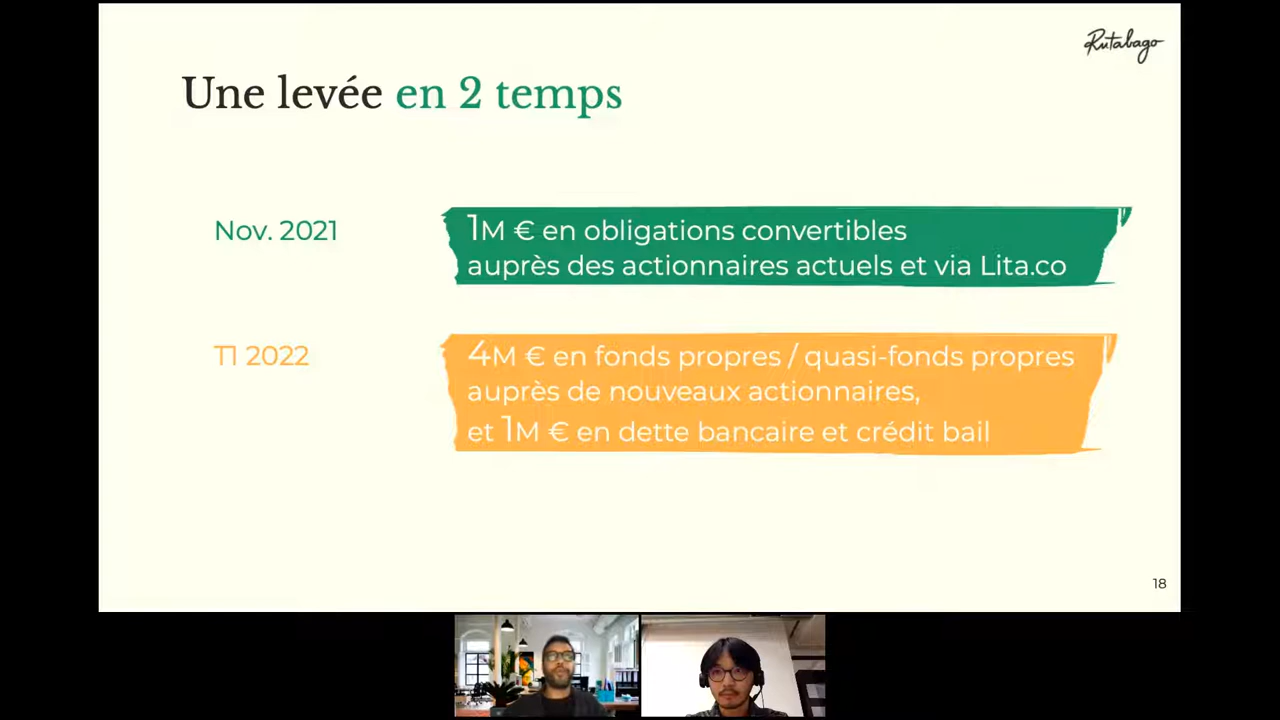 Rutabago
Une levée en 2 temps
Nov. 2021
1M € en obligations convertibles
auprès des actionnaires actuels et via Lita.co
T1 2022
4M € en fonds propres / quasi-fonds propres
auprès de nouveaux actionnaires,
et 1M € en dette bancaire et crédit bail
18